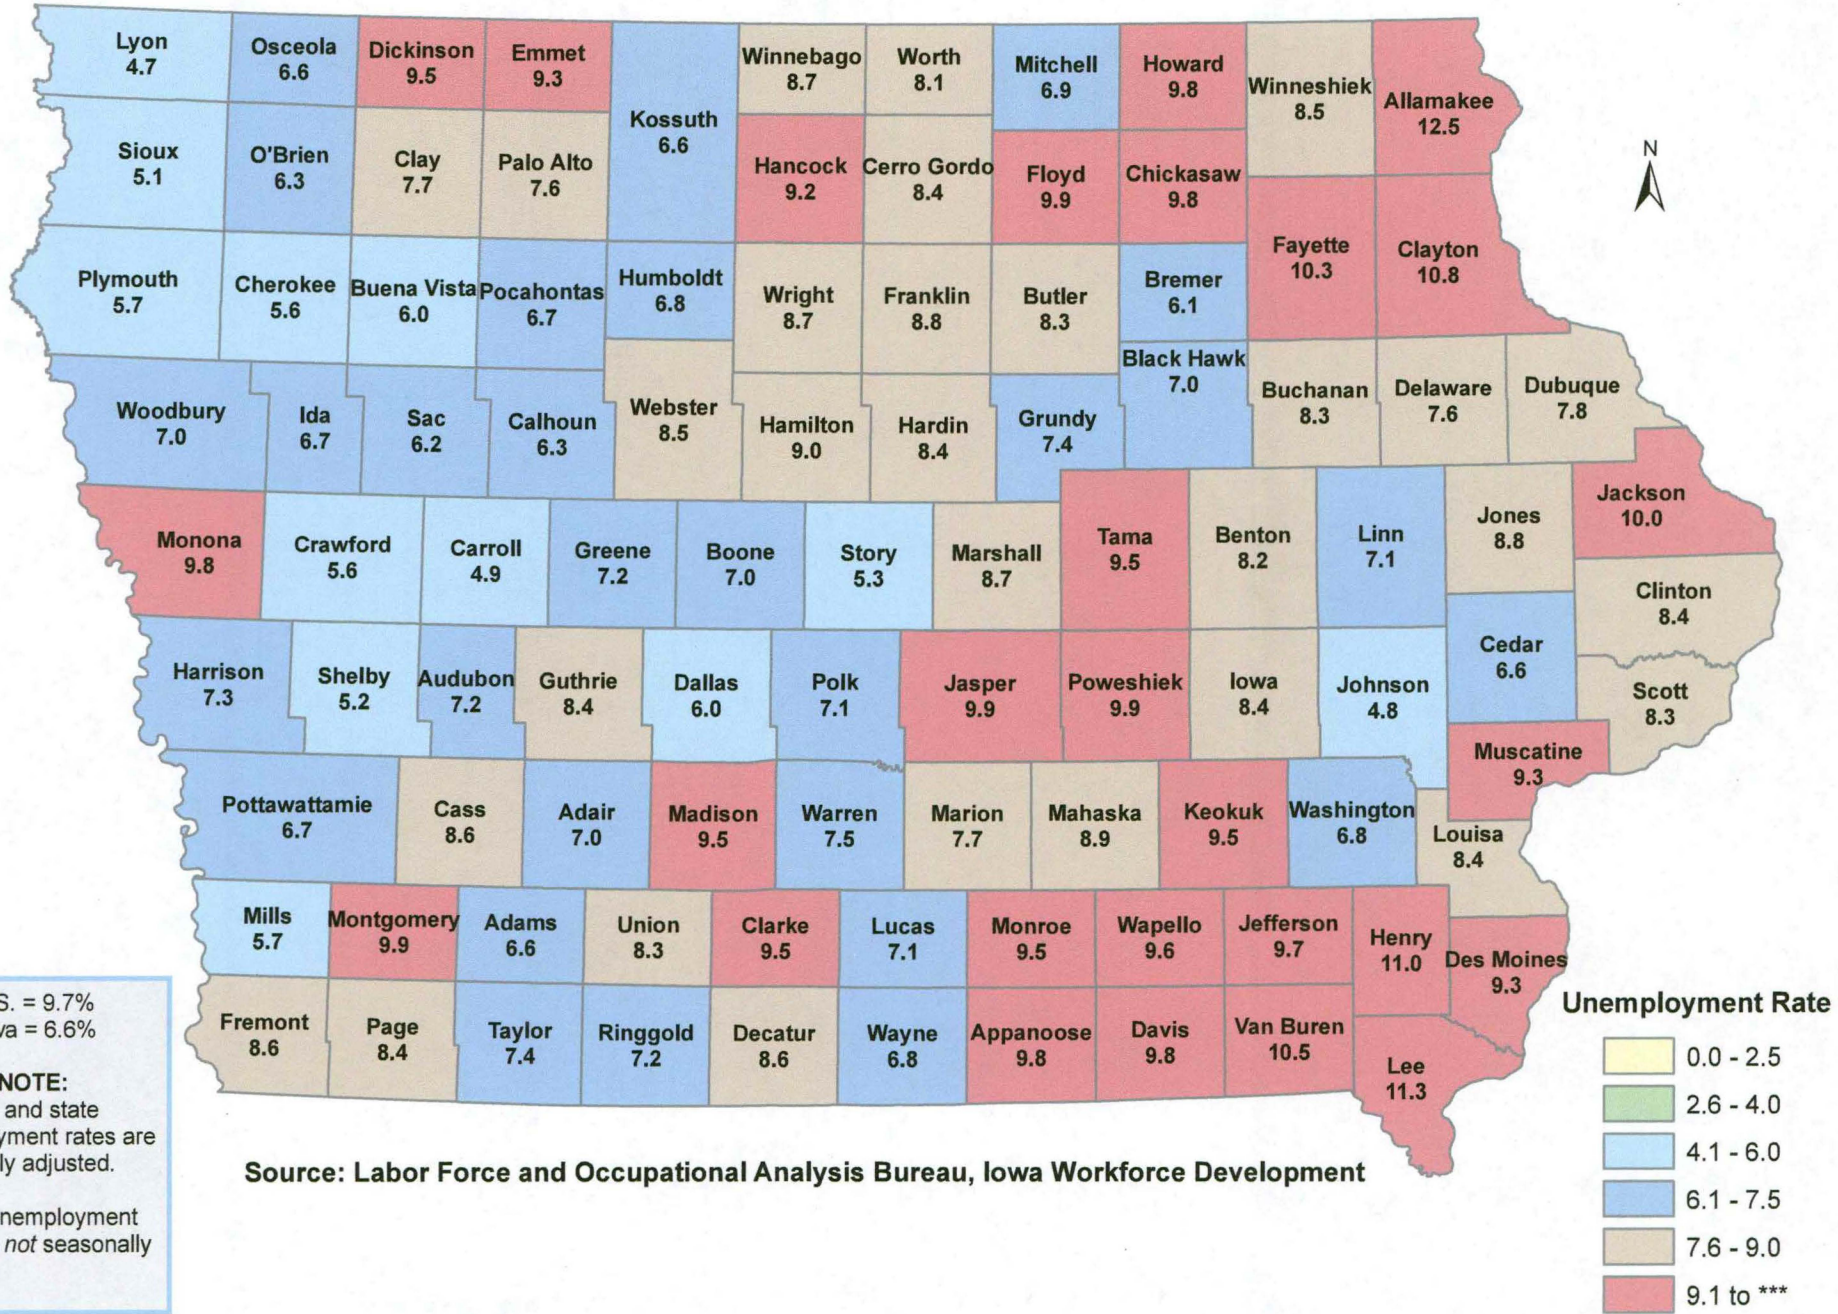 Lyon
4.7
Osceola
6.6
Dickinson
9.5
Emmet
9.3
Kossuth
6.6
Winnebago
8.7
Worth
8.1
Mitchell
6.9
Howard
9.8
Winneshiek
8.5
Allamakee
12.5
N
Sioux
5.1
O'Brien
6.3
Clay
7.7
Palo Alto
7.6
Hancock
9.2
Cerro Gordo
8.4
Floyd
9.9
Chickasaw
9.8
Plymouth
5.7
Cherokee
5.6
Buena Vista
6.0
Pocahontas
6.7
Humboldt
6.8
Wright
8.7
Franklin
8.8
Butler
8.3
Bremer
6.1
Fayette
10.3
Clayton
10.8
Woodbury
7.0
Ida
6.7
Sac
6.2
Calhoun
6.3
Webster
8.5
Hamilton
9.0
Hardin
8.4
Grundy
7.4
Black Hawk
7.0
Buchanan
8.3
Delaware
7.6
Dubuque
7.8
Monona
9.8
Crawford
5.6
Carroll
4.9
Greene
7.2
Boone
7.0
Story
5.3
Marshall
8.7
Tama
9.5
Benton
8.2
Linn
7.1
Jones
8.8
Jackson
10.0
Clinton
8.4
Harrison
7.3
Shelby
5.2
Audubon
7.2
Guthrie
8.4
Dallas
6.0
Polk
7.1
Jasper
9.9
Poweshiek
9.9
Iowa
8.4
Johnson
4.8
Cedar
6.6
Scott
8.3
Muscatine
9.3
Pottawattamie
6.7
Cass
8.6
Adair
7.0
Madison
9.5
Warren
7.5
Marion
7.7
Mahaska
8.9
Keokuk
9.5
Washington
6.8
Louisa
8.4
Mills
5.7
Montgomery
9.9
Adams
6.6
Union
8.3
Clarke
9.5
Lucas
7.1
Monroe
9.5
Wapello
9.6
Jefferson
9.7
Henry
11.0
Des Moines
9.3
Fremont
8.6
Page
8.4
Taylor
7.4
Ringgold
7.2
Decatur
8.6
Wayne
6.8
Appanoose
9.8
Davis
9.8
Van Buren
10.5
Lee
11.3
S. = 9.7%
va = 6.6%
NOTE:
and state
yment rates are
ly adjusted.
nemployment
not seasonally
Source: Labor Force and Occupational Analysis Bureau, Iowa Workforce Development
Unemployment Rate
0.0 - 2.5
2.6 - 4.0
4.1 - 6.0
6.1 - 7.5
7.6 - 9.0
9.1 to ***